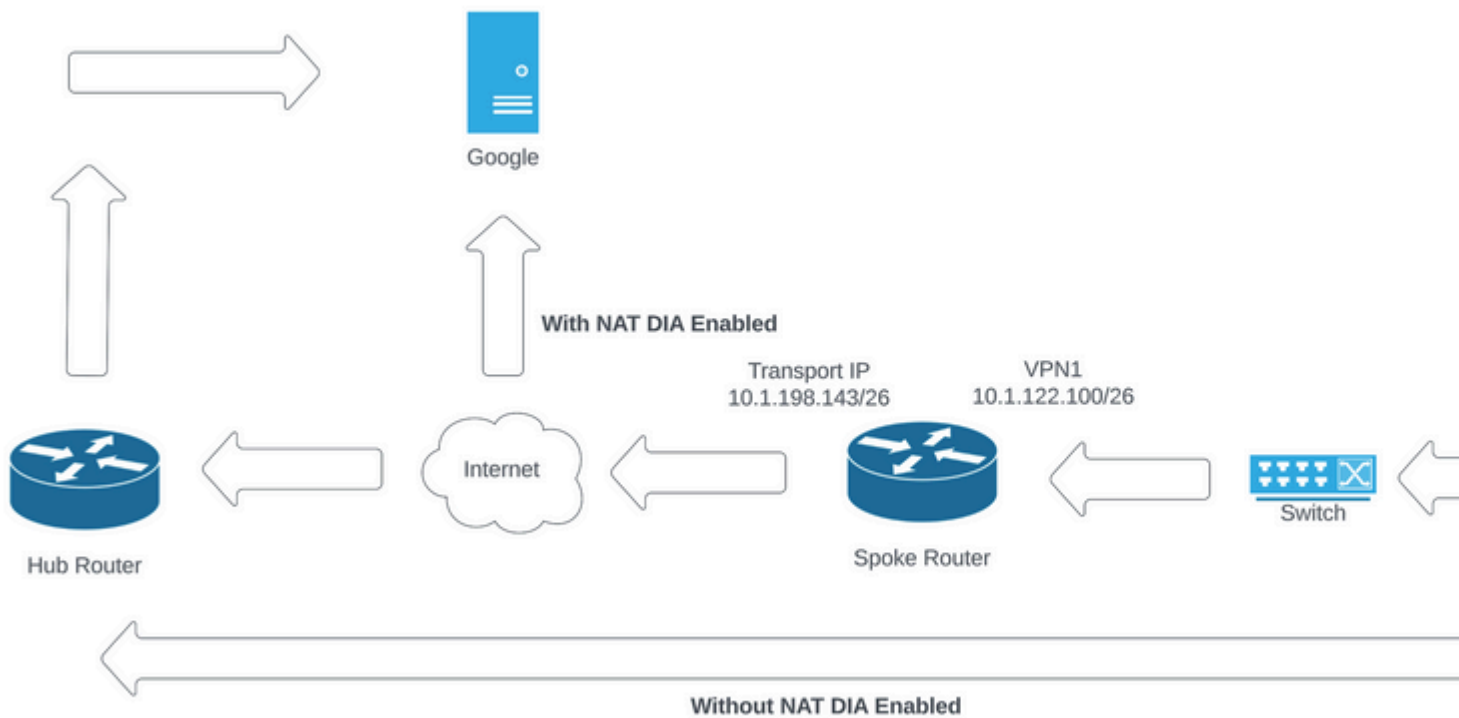 Google
With NAT DIA Enabled
Transport IP
10.1.198.143/26
VPN1
10.1.122.100/26
Internet
Switch
Hub Router
Spoke Router
Without NAT DIA Enabled